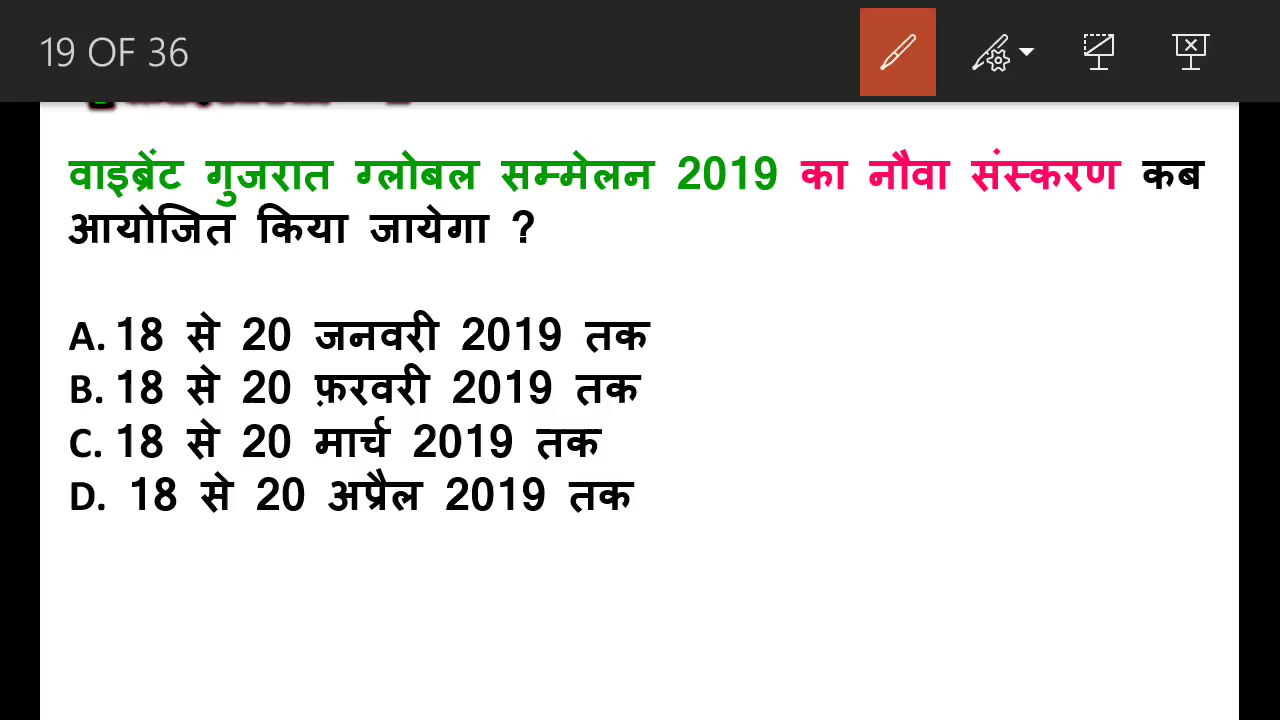 19 OF 36
वाइब्रेंट गुजरात ग्लोबल सम्मेलन 2019 का नौवा संस्करण कब
आयोजित किया जायेगा ?
A. 18 से 20 जनवरी 2019 तक
B. 18 से 20 फ़रवरी 2019 तक
C. 18 से 20 मार्च 2019 तक
D. 18 से 20 अप्रैल 2019 तक